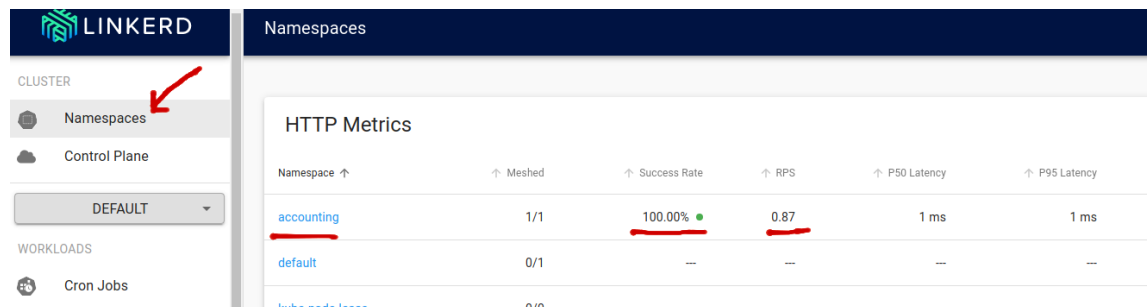 LINKERD
Namespaces
CLUSTER
Namespaces
Control Plane
DEFAULT
WORKLOADS
Cron Jobs
HTTP Metrics
Namespace ↑ ↑ Meshed ↑ Success Rate ↑ RPS ↑ P50 Latency ↑ P95 Latency
accounting 1/1 100.00% 0.87 1 ms 1 ms
default 0/1 --- --- --- ---